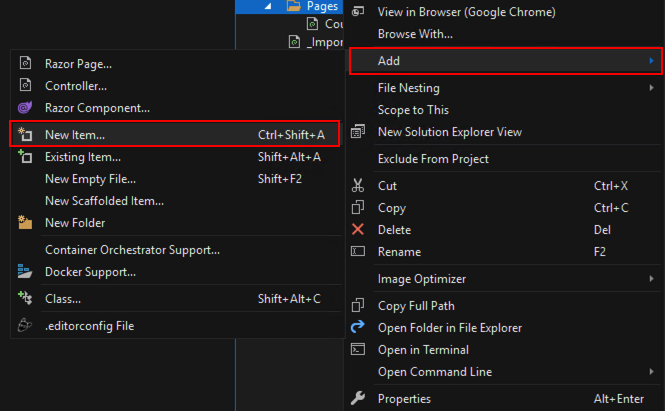 Pages
Cou
_Impor
Razor Page...
Controller...
Razor Component...
New Item... Ctrl+Shift+A
Existing Item... Shift+Alt+A
New Empty File... Shift+F2
New Scaffolded Item...
New Folder
Container Orchestrator Support...
Docker Support...
Class... Shift+Alt+C
.editorconfig File
View in Browser (Google Chrome)
Browse With...
Add
File Nesting
Scope to This
New Solution Explorer View
Exclude From Project
Cut Ctrl+X
Copy Ctrl+C
Delete Del
Rename F2
Image Optimizer
Copy Full Path
Open Folder in File Explorer
Open in Terminal
Open Command Line
Properties Alt+Enter